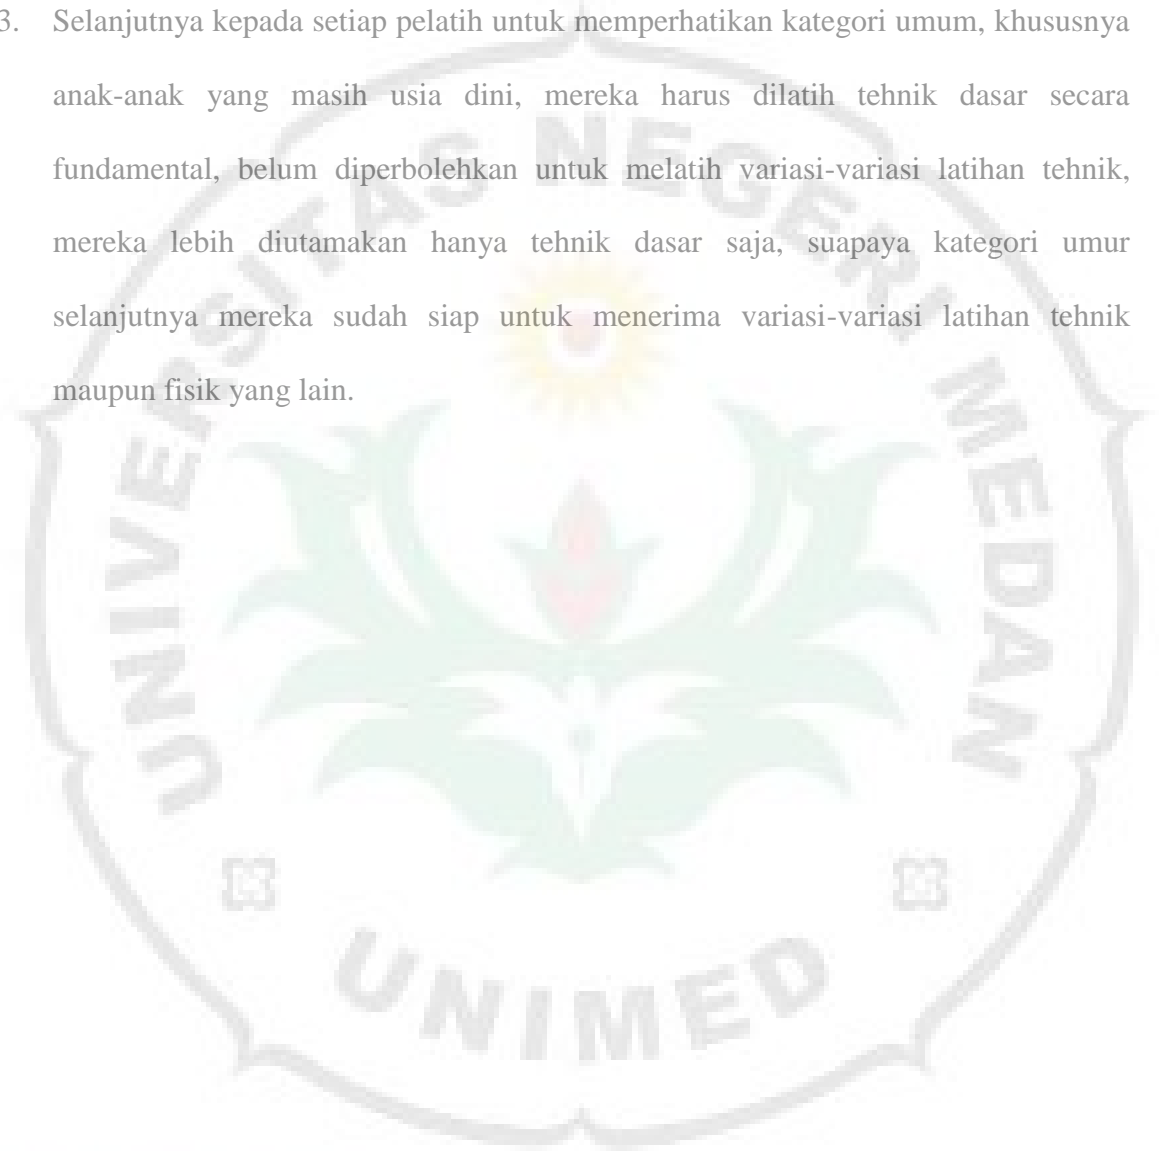 3. Selanjutnya kepada setiap pelatih untuk memperhatikan kategori umum, khususnya
anak-anak yang masih usia dini, mereka harus dilatih tehnik dasar secara
fundamental, belum diperbolehkan untuk melatih variasi-variasi latihan tehnik,
mereka lebih diutamakan hanya tehnik dasar saja, suapaya kategori umur
selanjutnya mereka sudah siap untuk menerima variasi-variasi latihan tehnik
maupun fisik yang lain.
UNIVERSITAS NEGERI MEDAN
UNIMED